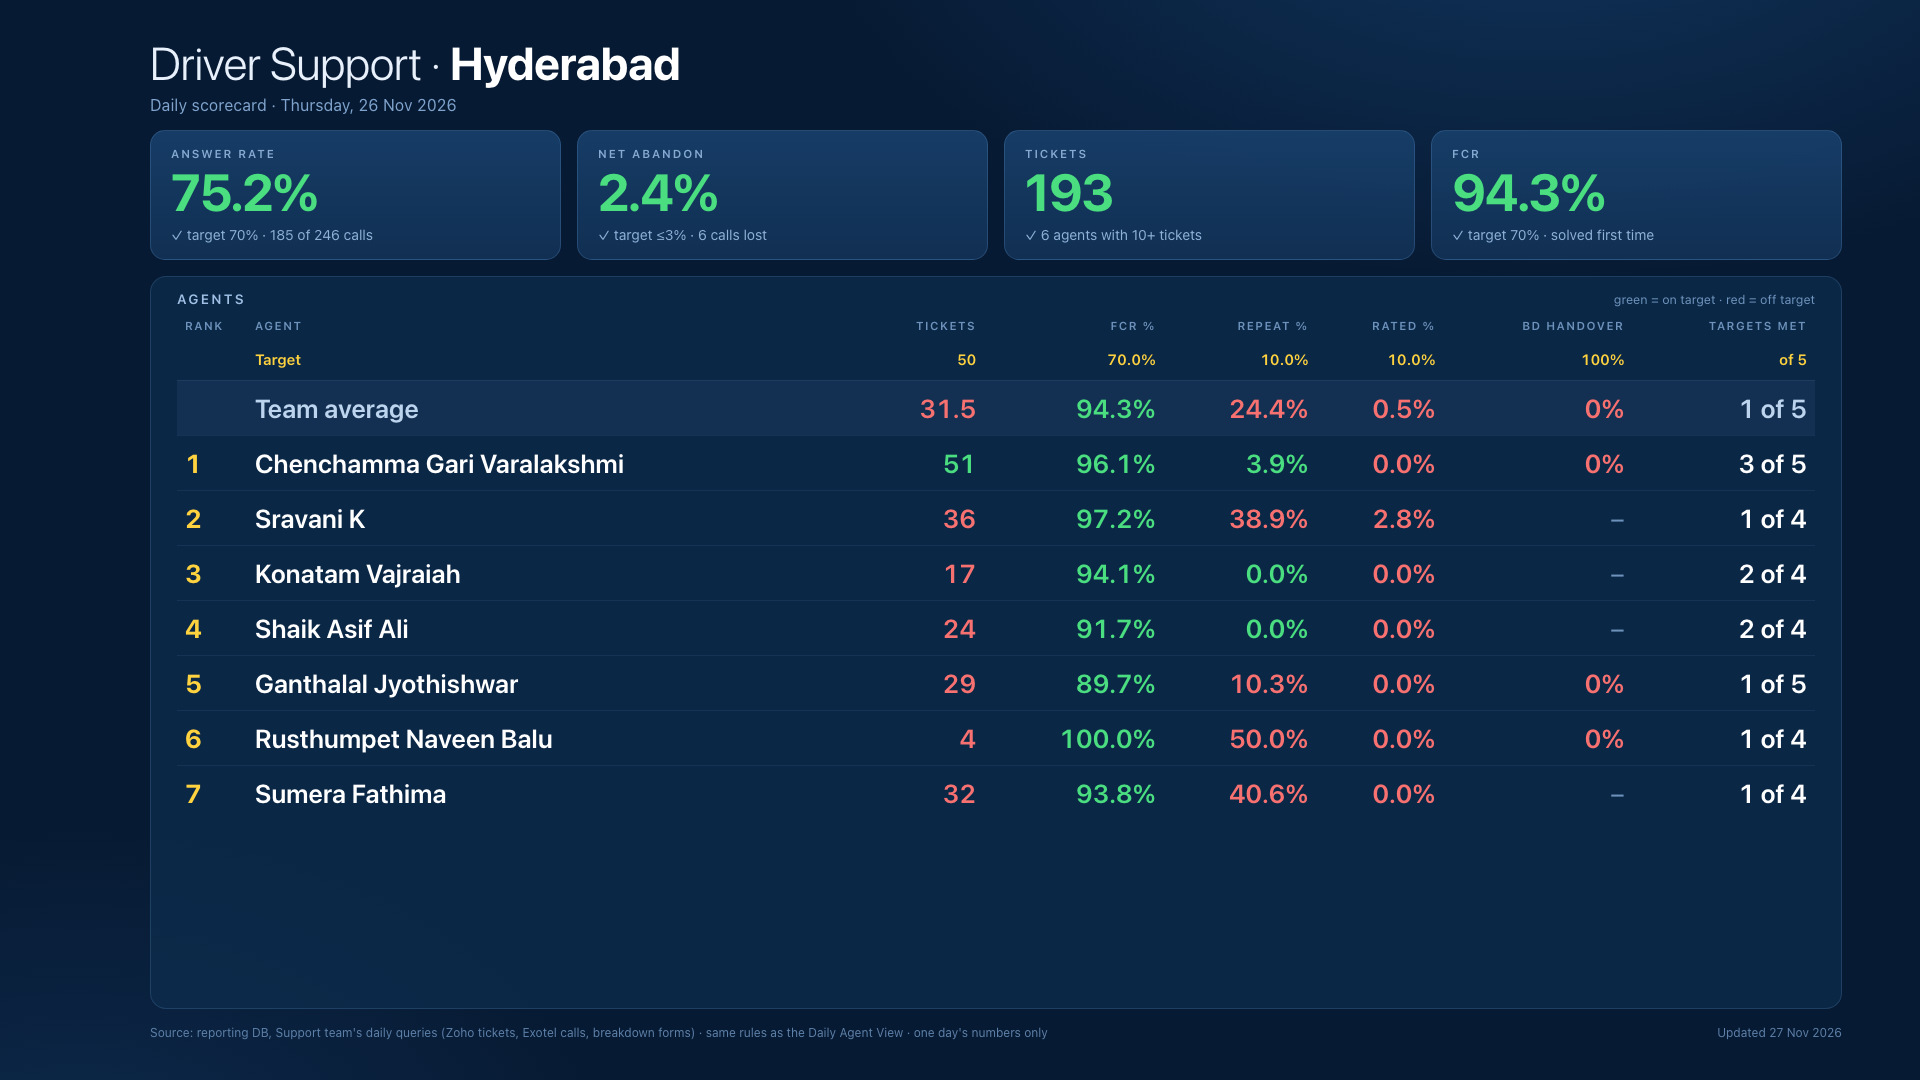 Driver Support · Hyderabad
Daily scorecard · Thursday, 26 Nov 2026
ANSWER RATE
75.2%
✓ target 70% · 185 of 246 calls
NET ABANDON
2.4%
✓ target ≤3% · 6 calls lost
TICKETS
193
✓ 6 agents with 10+ tickets
FCR
94.3%
✓ target 70% · solved first time
AGENTS
green = on target · red = off target
RANK AGENT TICKETS FCR % REPEAT % RATED % BD HANDOVER TARGETS MET
Target 50 70.0% 10.0% 10.0% 100% of 5
Team average 31.5 94.3% 24.4% 0.5% 0% 1 of 5
1 Chenchamma Gari Varalakshmi 51 96.1% 3.9% 0.0% 0% 3 of 5
2 Sravani K 36 97.2% 38.9% 2.8% – 1 of 4
3 Konatam Vajraiah 17 94.1% 0.0% 0.0% – 2 of 4
4 Shaik Asif Ali 24 91.7% 0.0% 0.0% – 2 of 4
5 Ganthalal Jyothishwar 29 89.7% 10.3% 0.0% 0% 1 of 5
6 Rusthumpet Naveen Balu 4 100.0% 50.0% 0.0% 0% 1 of 4
7 Sumera Fathima 32 93.8% 40.6% 0.0% – 1 of 4
Source: reporting DB, Support team's daily queries (Zoho tickets, Exotel calls, breakdown forms) · same rules as the Daily Agent View · one day's numbers only
Updated 27 Nov 2026